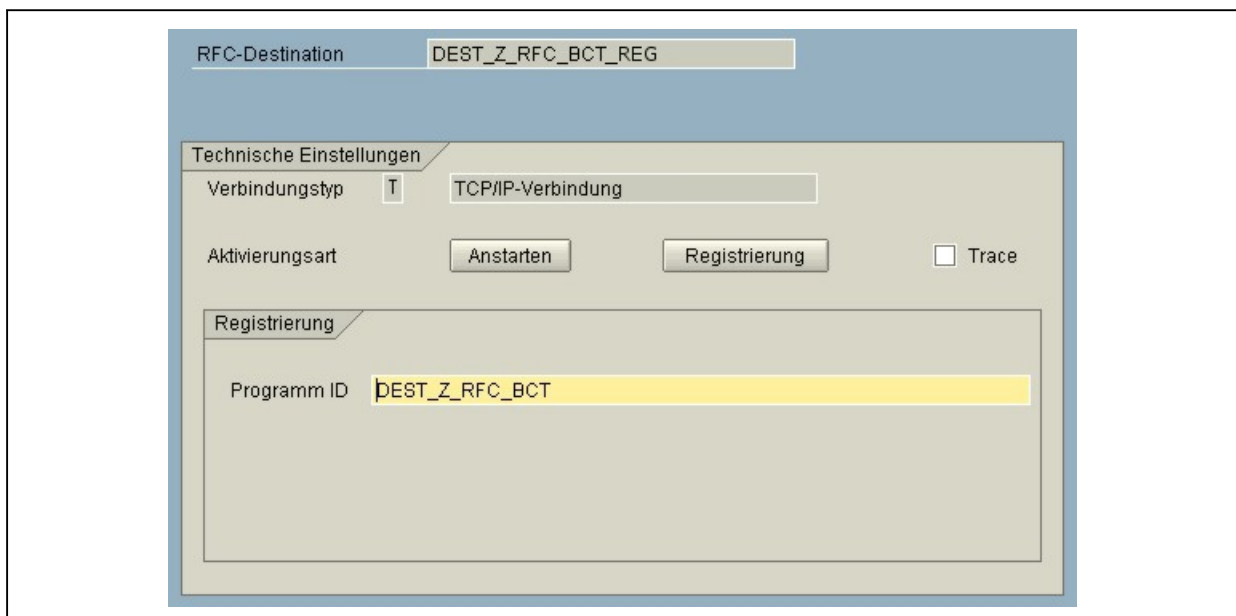 RFC-Destination DEST_Z_RFC_BCT_REG
Technische Einstellungen
Verbindungstyp T TCP/IP-Verbindung
Aktivierungsart Anstarten Registrierung Trace
Registrierung
Programm ID DEST_Z_RFC_BCT